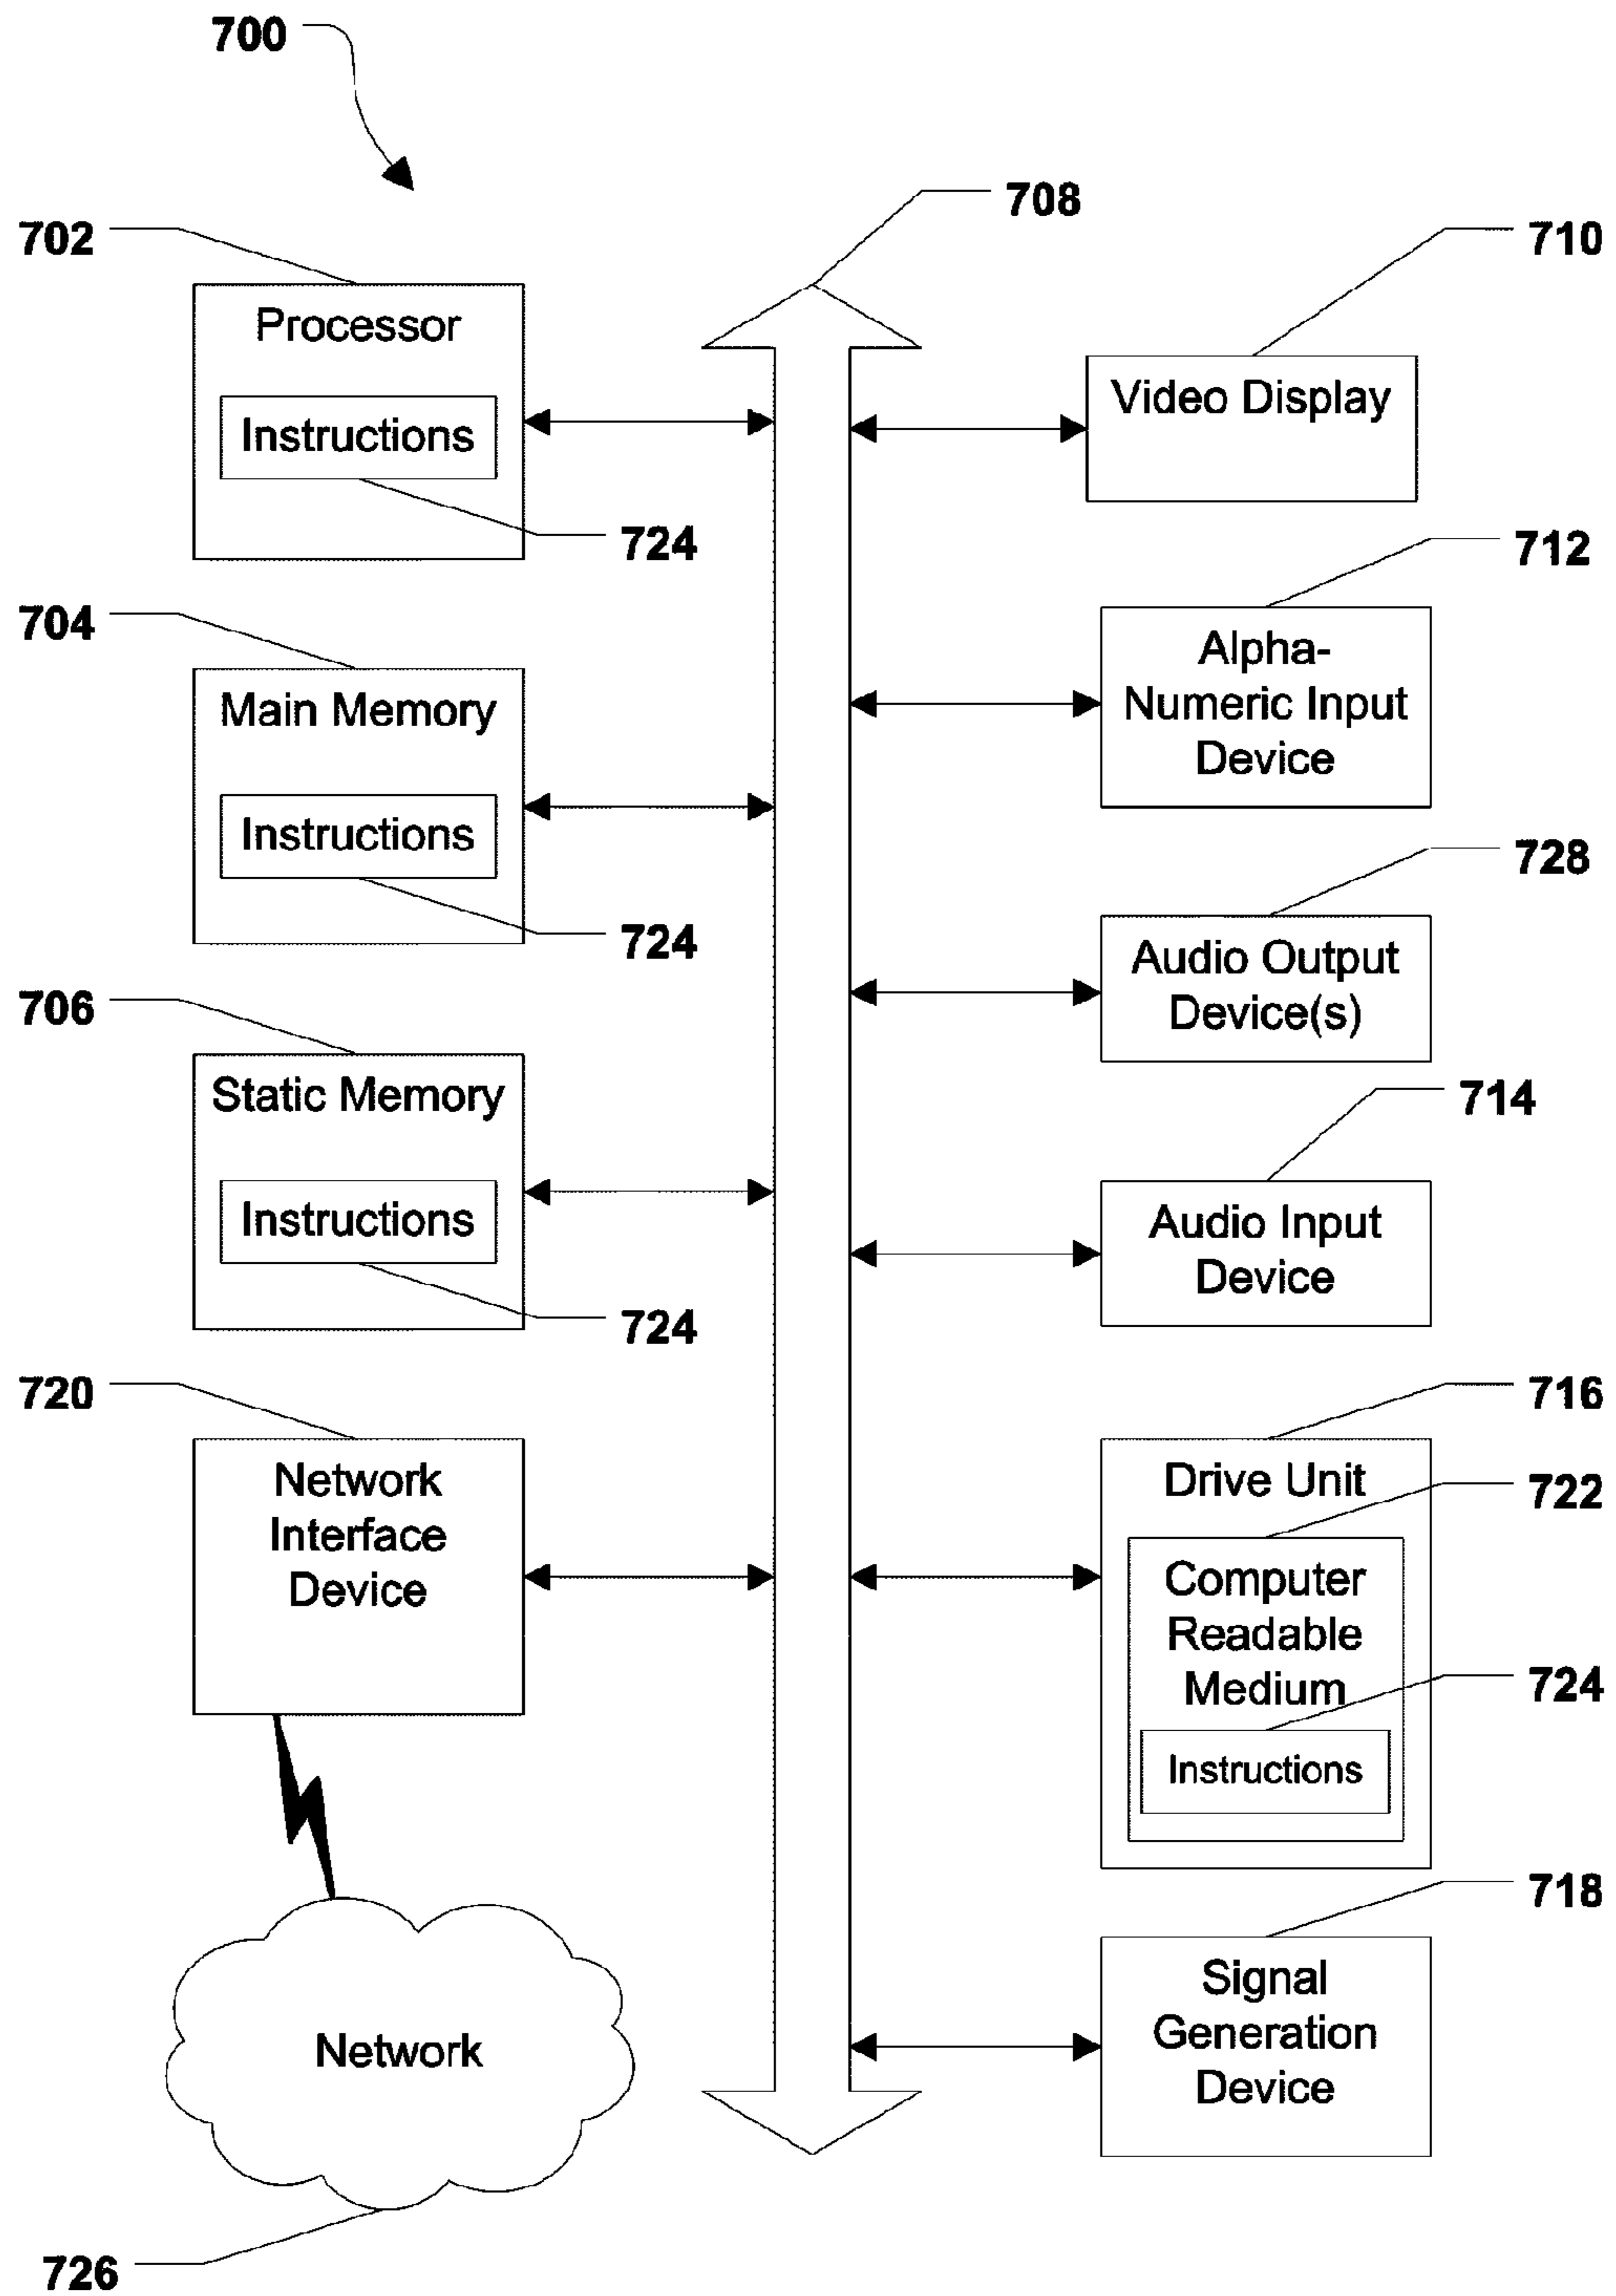 700
708
702
710
Processor
Instructions
724
Video Display
712
704
Main Memory
Instructions
724
Alpha-
Numeric Input
Device
728
Audio Output
Device(s)
706
Static Memory
Instructions
724
714
Audio Input
Device
720
Network
Interface
Device
716
Drive Unit
722
Computer
Readable
Medium
724
Instructions
718
Signal
Generation
Device
Network
726